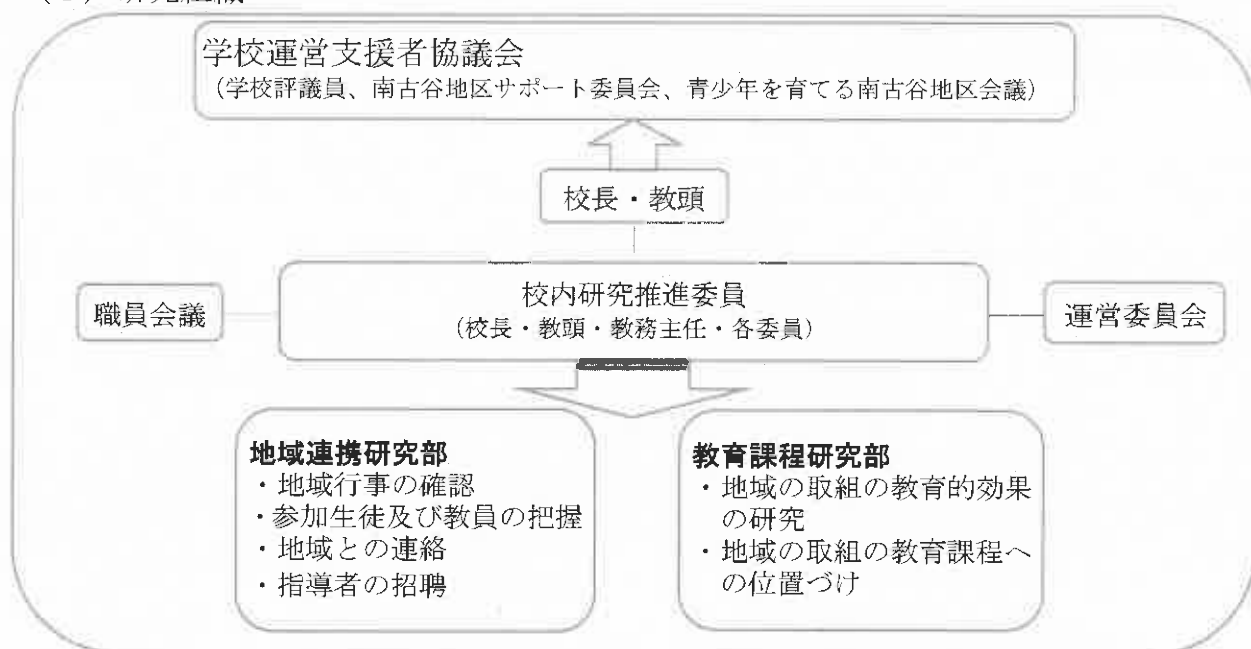 学校運営支援者協議会
(学校評議員、南古谷地区サポート委員会、青少年を育てる南古谷地区会議)
校長・教頭
職員会議
校内研究推進委員
(校長・教頭・教務主任・各委員)
運営委員会
地域連携研究部
・地域行事の確認
・参加生徒及び教員の把握
・地域との連絡
・指導者の招聘
教育課程研究部
・地域の取組の教育的効果
の研究
・地域の取組の教育課程へ
の位置づけ